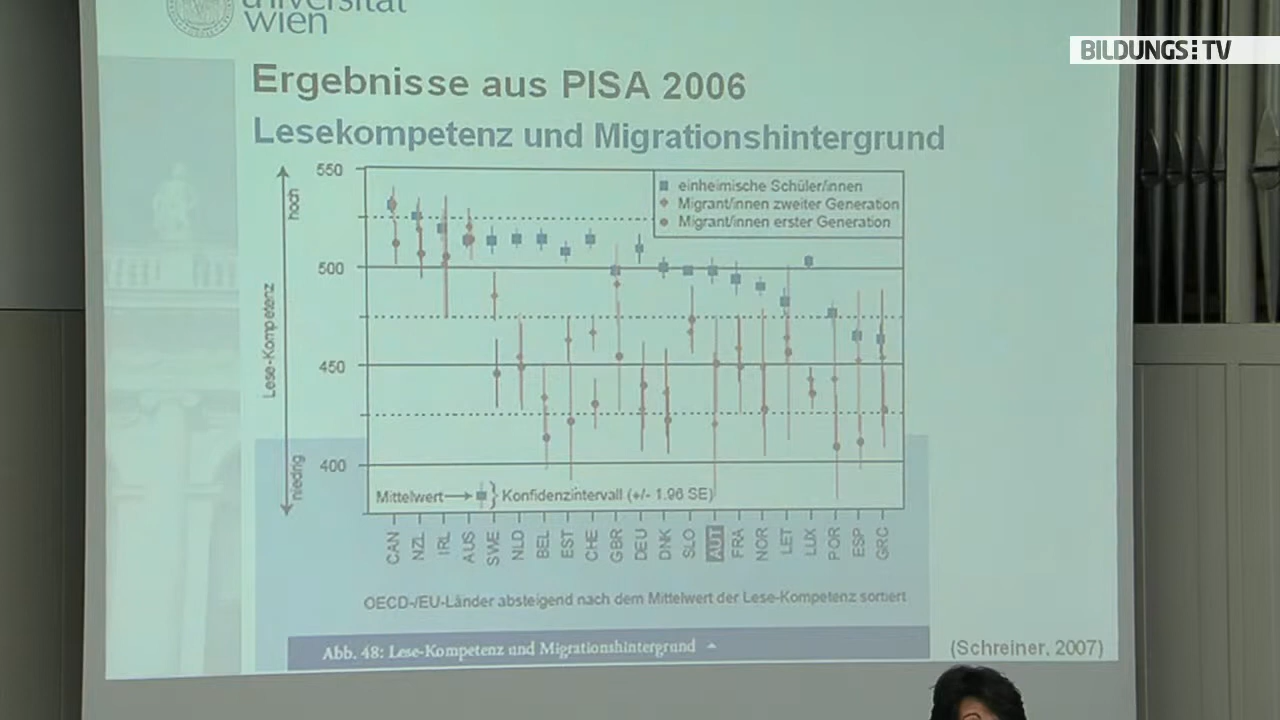 universität
wien
BILDUNGS:TV
Ergebnisse aus PISA 2006
Lesekompetenz und Migrationshintergrund
hoch
Lese-Kompetenz
niedrig
550
500
450
400
einheimische Schüler/innen
Migrant/innen zweiter Generation
Migrant/innen erster Generation
Mittelwert
Konfidenzintervall (+/- 1.96 SE)
CAN NZL IRL AUS SWE NLD BEL EST CHE GBR DEU DNK SLO AUT FRA NOR LET LUX POR ESP GRC
OECD-/EU-Länder absteigend nach dem Mittelwert der Lese-Kompetenz sortiert
Abb. 48: Lese-Kompetenz und Migrationshintergrund
(Schreiner, 2007)